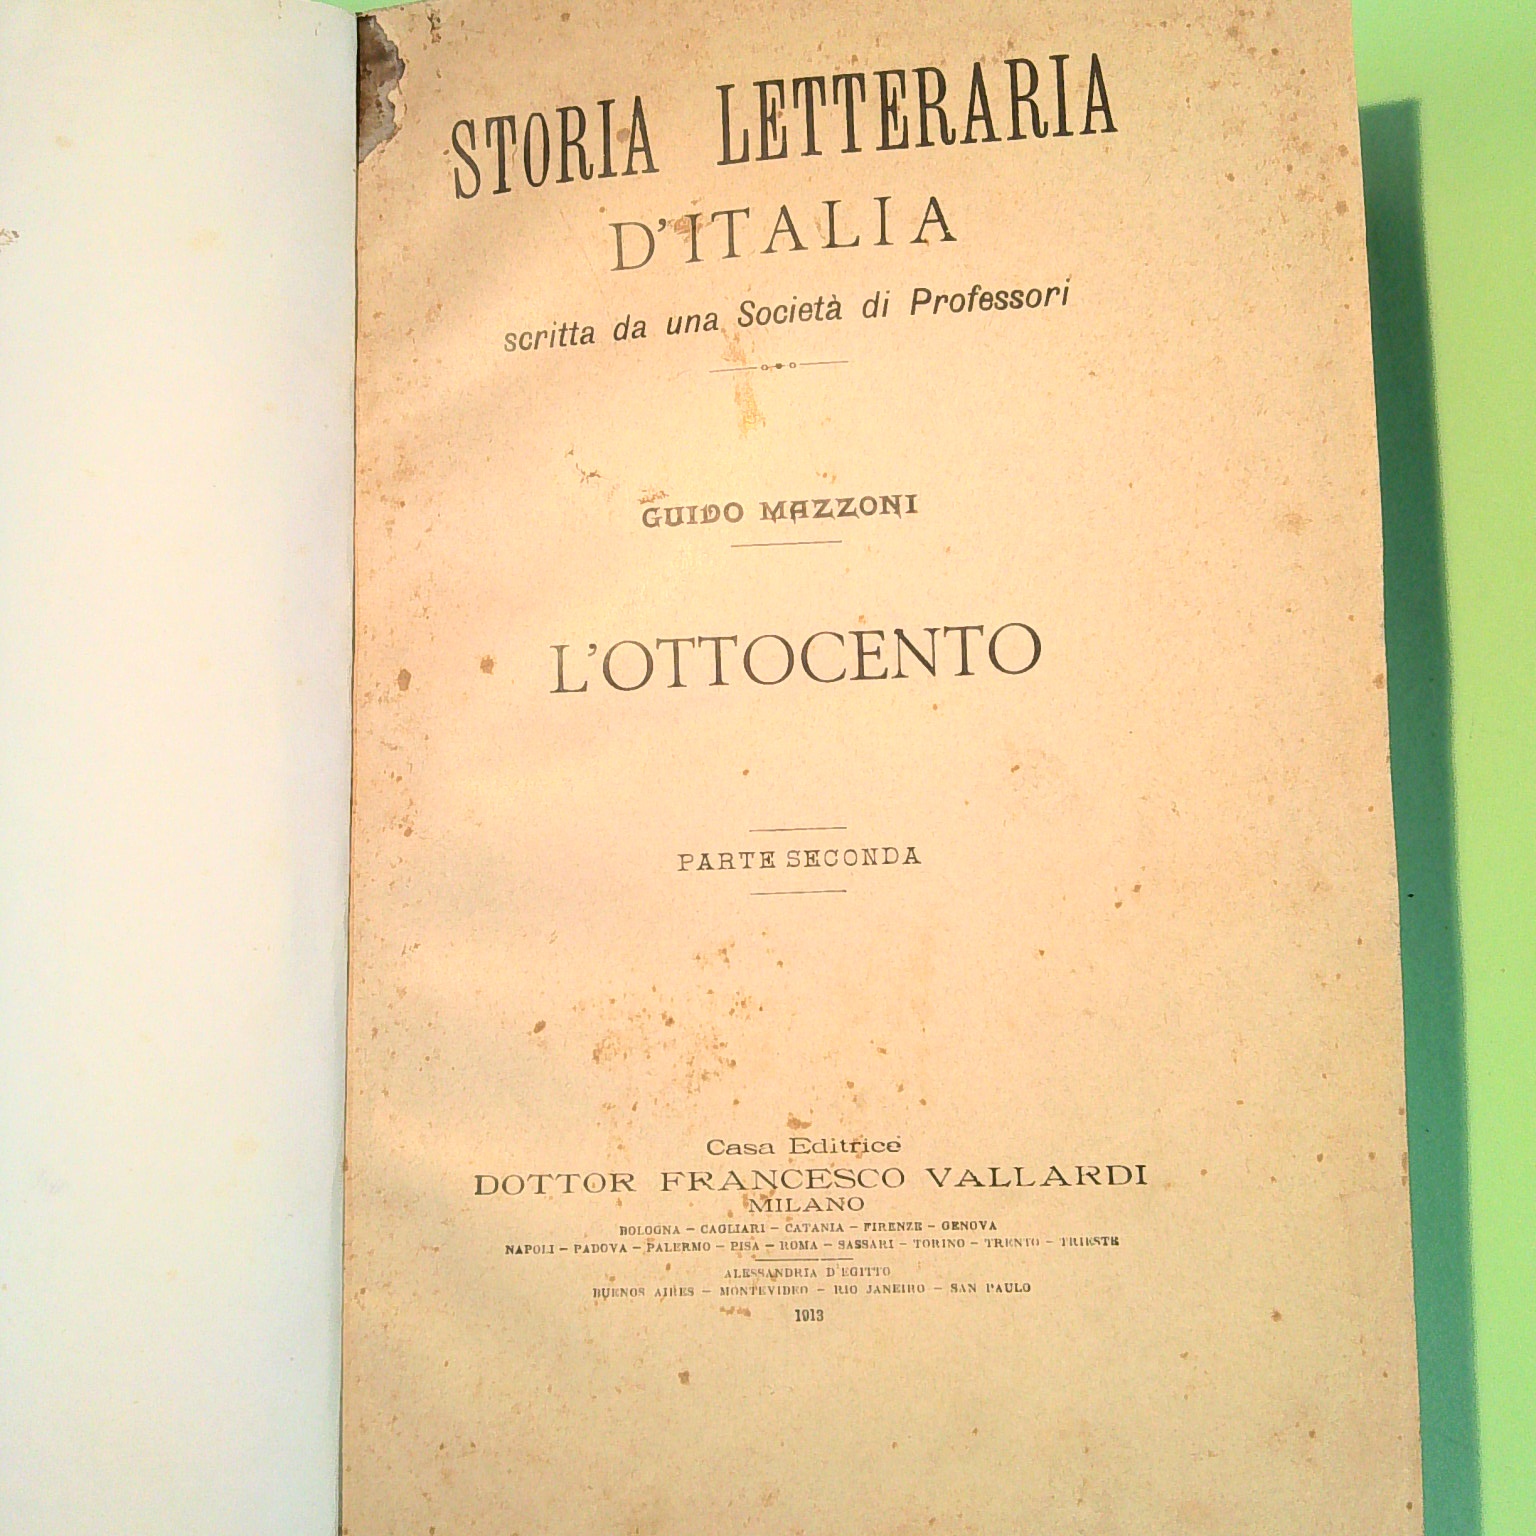 STORIA LETTERARIA
D'ITALIA
scritta da una Società di Professori
GUIDO MAZZONI
L'OTTOCENTO
PARTE SECONDA
Casa Editrice
DOTTOR FRANCESCO VALLARDI
MILANO
BOLOGNA – CAGLIARI – CATANIA – FIRENZE – GENOVA
NAPOLI – PADOVA – PALERMO – PISA – ROMA – SASSARI – TORINO – TRENTO – TRIESTE
ALESSANDRIA D'EGITTO
BUENOS AIRES – MONTEVIDEO – RIO JANEIRO – SAN PAULO
1913